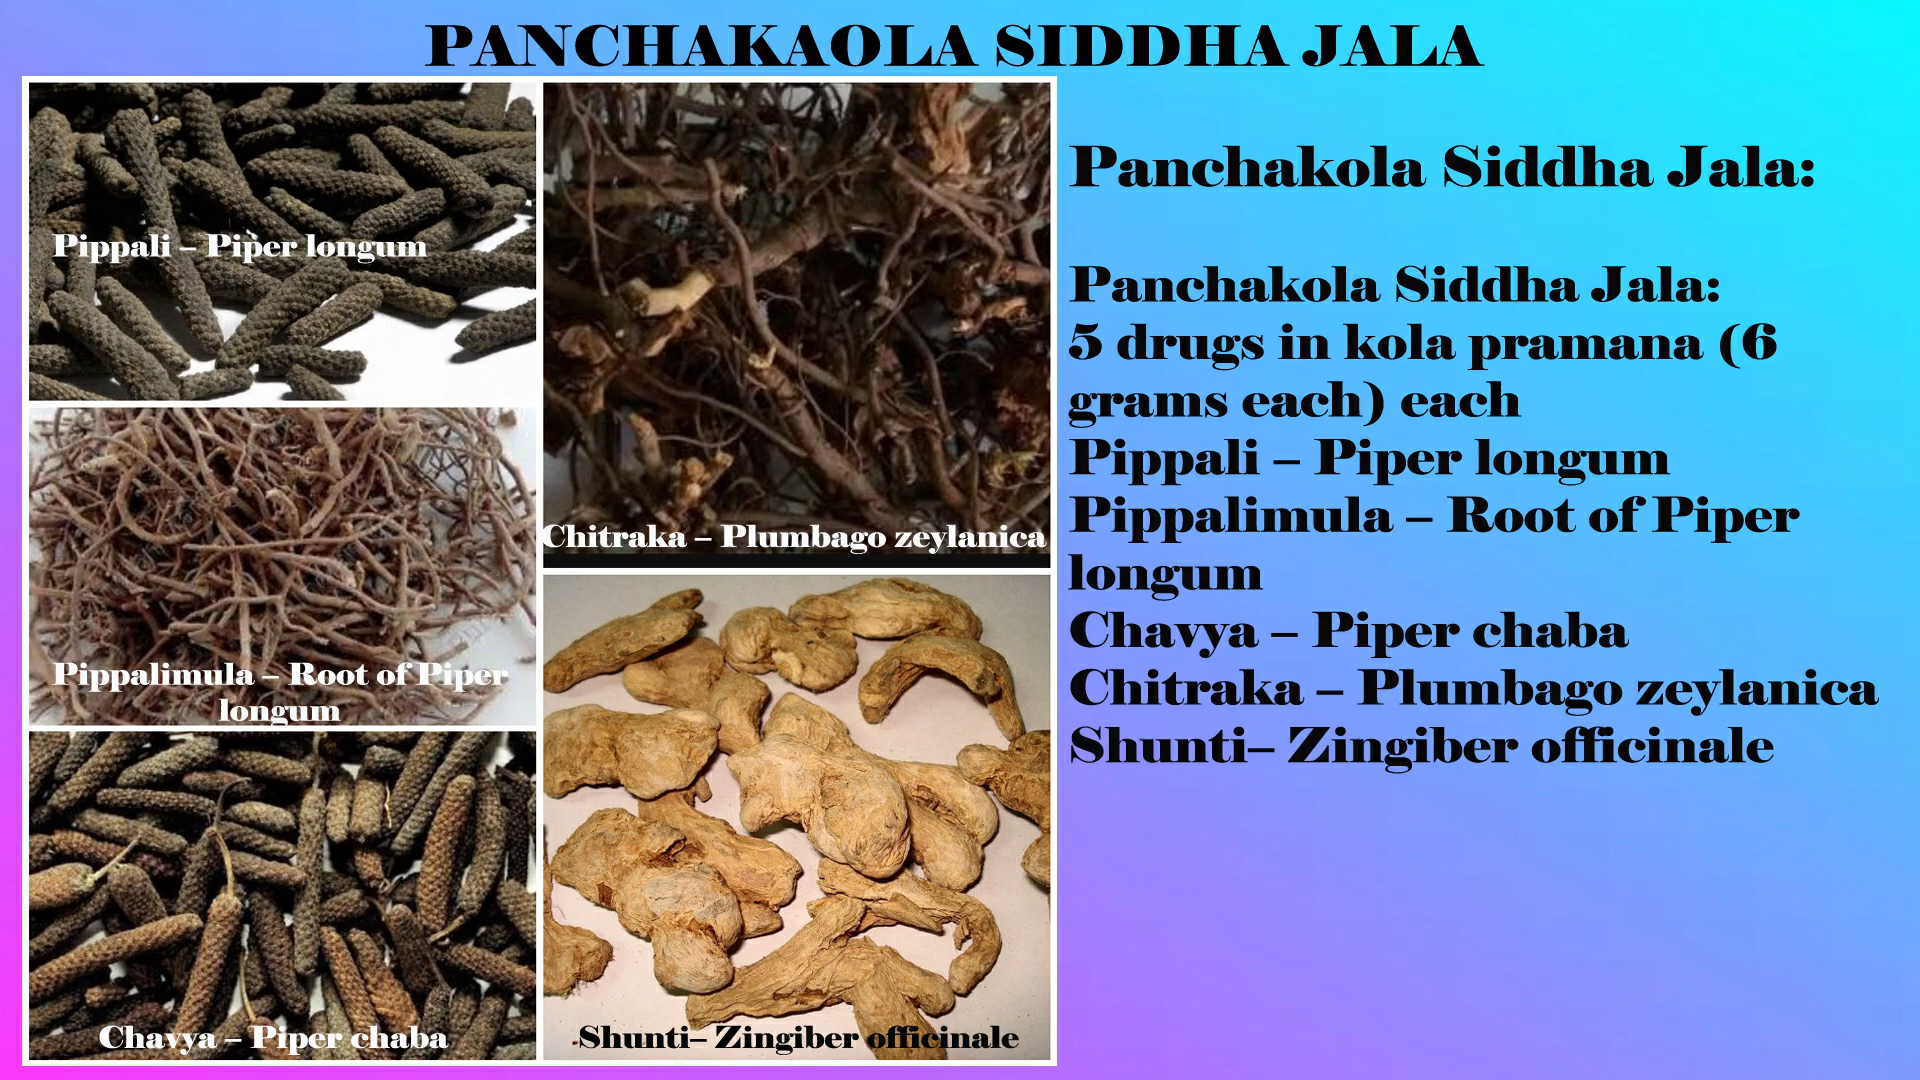 PANCHAKAOLA SIDDHA JALA
Pippali – Piper longum
Pippalimula – Root of Piper
longum
Chavya – Piper chaba
Chitraka – Plumbago zeylanica
-Shunti– Zingiber officinale
Panchakola Siddha Jala:
Panchakola Siddha Jala:
5 drugs in kola pramana (6
grams each) each
Pippali – Piper longum
Pippalimula – Root of Piper
longum
Chavya – Piper chaba
Chitraka – Plumbago zeylanica
Shunti– Zingiber officinale